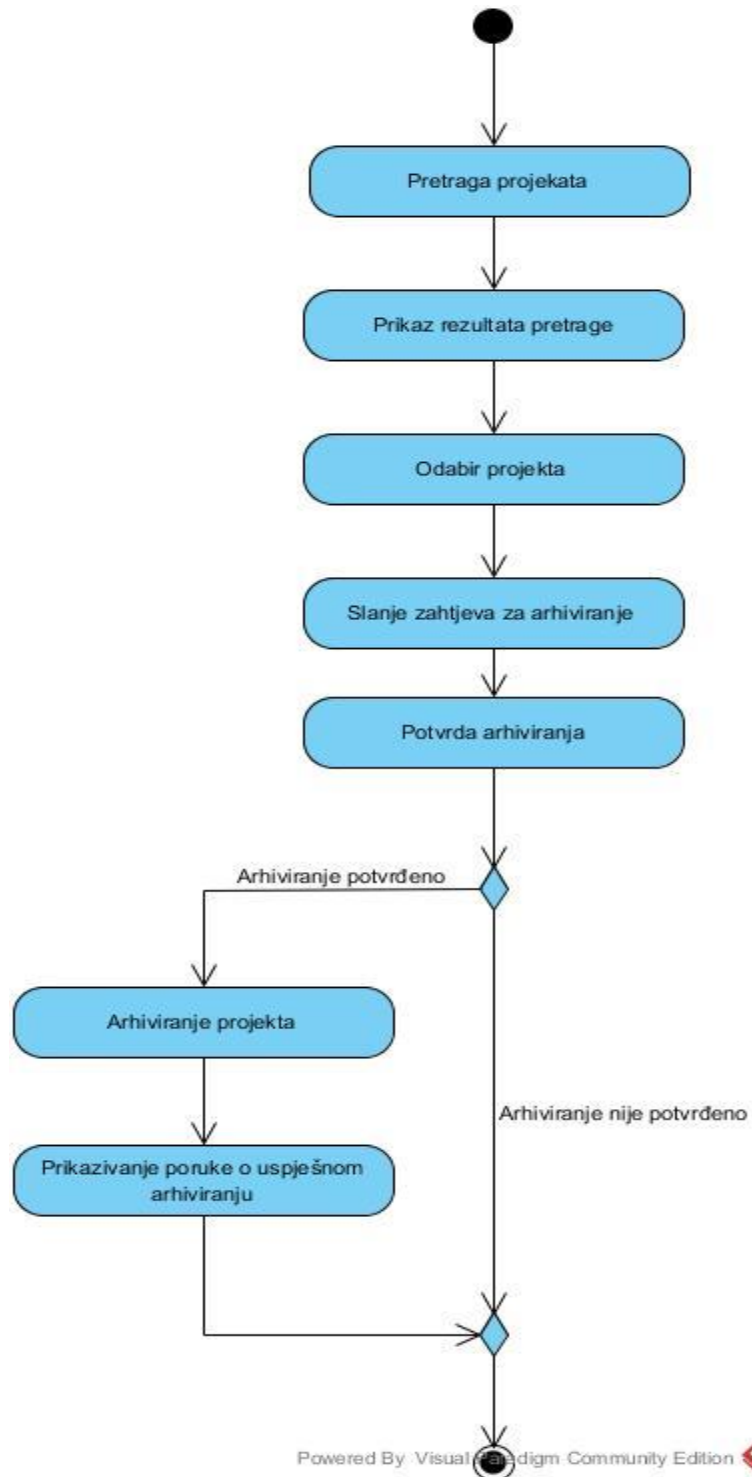 Pretraga projekata
Prikaz rezultata pretrage
Odabir projekta
Slanje zahtjeva za arhiviranje
Potvrda arhiviranja
Arhiviranje potvrđeno
Arhiviranje projekta
Arhiviranje nije potvrđeno
Prikazivanje poruke o uspješnom
arhiviranju
Powered By Visual Paradigm Community Edition